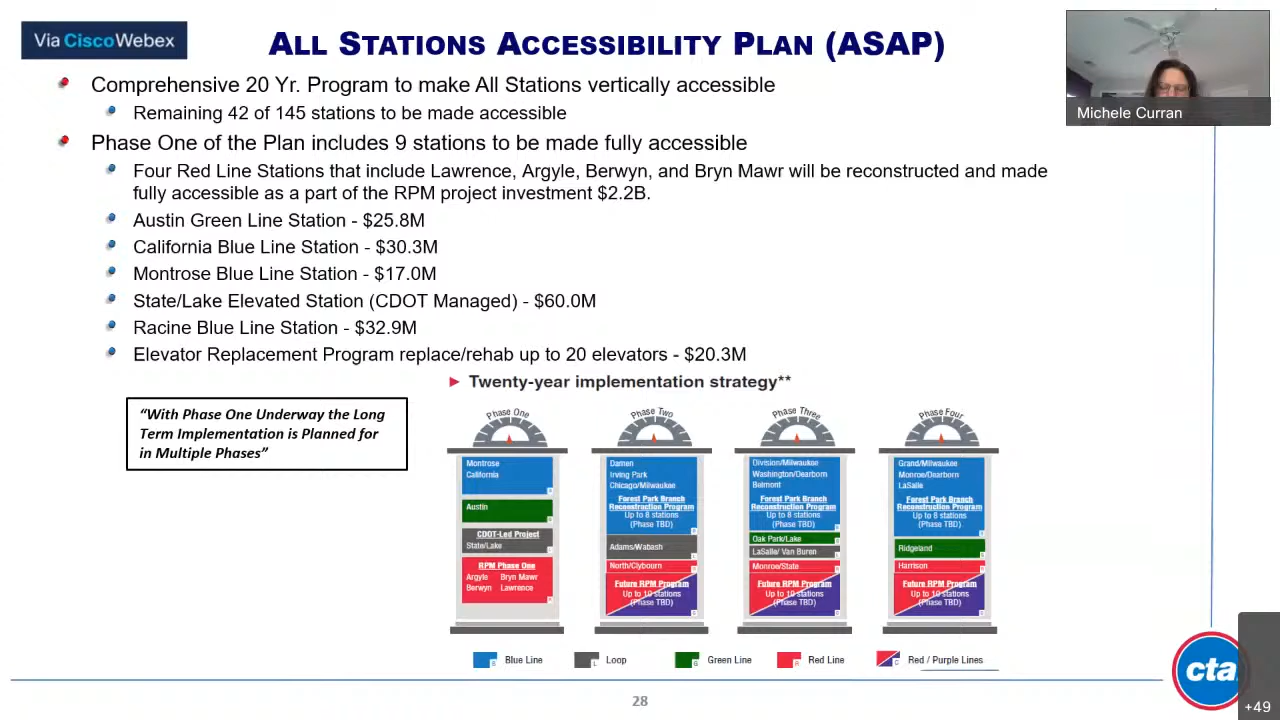 Via CiscoWebex
ALL STATIONS ACCESSIBILITY PLAN (ASAP)
Michele Curran
Comprehensive 20 Yr. Program to make All Stations vertically accessible
Remaining 42 of 145 stations to be made accessible
Phase One of the Plan includes 9 stations to be made fully accessible
Four Red Line Stations that include Lawrence, Argyle, Berwyn, and Bryn Mawr will be reconstructed and made
fully accessible as a part of the RPM project investment $2.2B.
Austin Green Line Station - $25.8M
California Blue Line Station - $30.3M
Montrose Blue Line Station - $17.0M
State/Lake Elevated Station (CDOT Managed) - $60.0M
Racine Blue Line Station - $32.9M
Elevator Replacement Program replace/rehab up to 20 elevators - $20.3M
Twenty-year implementation strategy**
“With Phase One Underway the Long
Term Implementation is Planned for
in Multiple Phases”
Phase One
Montrose
California
B
Austin
G
CDOT-Led Project
State/Lake
L
RPM Phase One
Argyle Bryn Mawr
Berwyn Lawrence
R
Phase Two
Damen
Irving Park
Chicago/Milwaukee
Forest Park Branch
Reconstruction Program
Up to 8 stations
(Phase TBD)
Adams/Wabash
North/Clybourn
Future RPM Program
Up to 10 stations
(Phase TBD)
Phase Three
Division/Milwaukee
Washington/Dearborn
Belmont
Forest Park Branch
Reconstruction Program
Up to 8 stations
(Phase TBD)
Oak Park/Lake
LaSalle/ Van Buren
Monroe/State
Future RPM Program
Up to 10 stations
(Phase TBD)
Phase Four
Grand/Milwaukee
Monroe/Dearborn
LaSalle
Forest Park Branch
Reconstruction Program
Up to 8 stations
(Phase TBD)
Ridgeland
Harrison
Future RPM Program
Up to 10 stations
(Phase TBD)
Blue Line
Loop
Green Line
Red Line
Red / Purple Lines
cta
28
+49